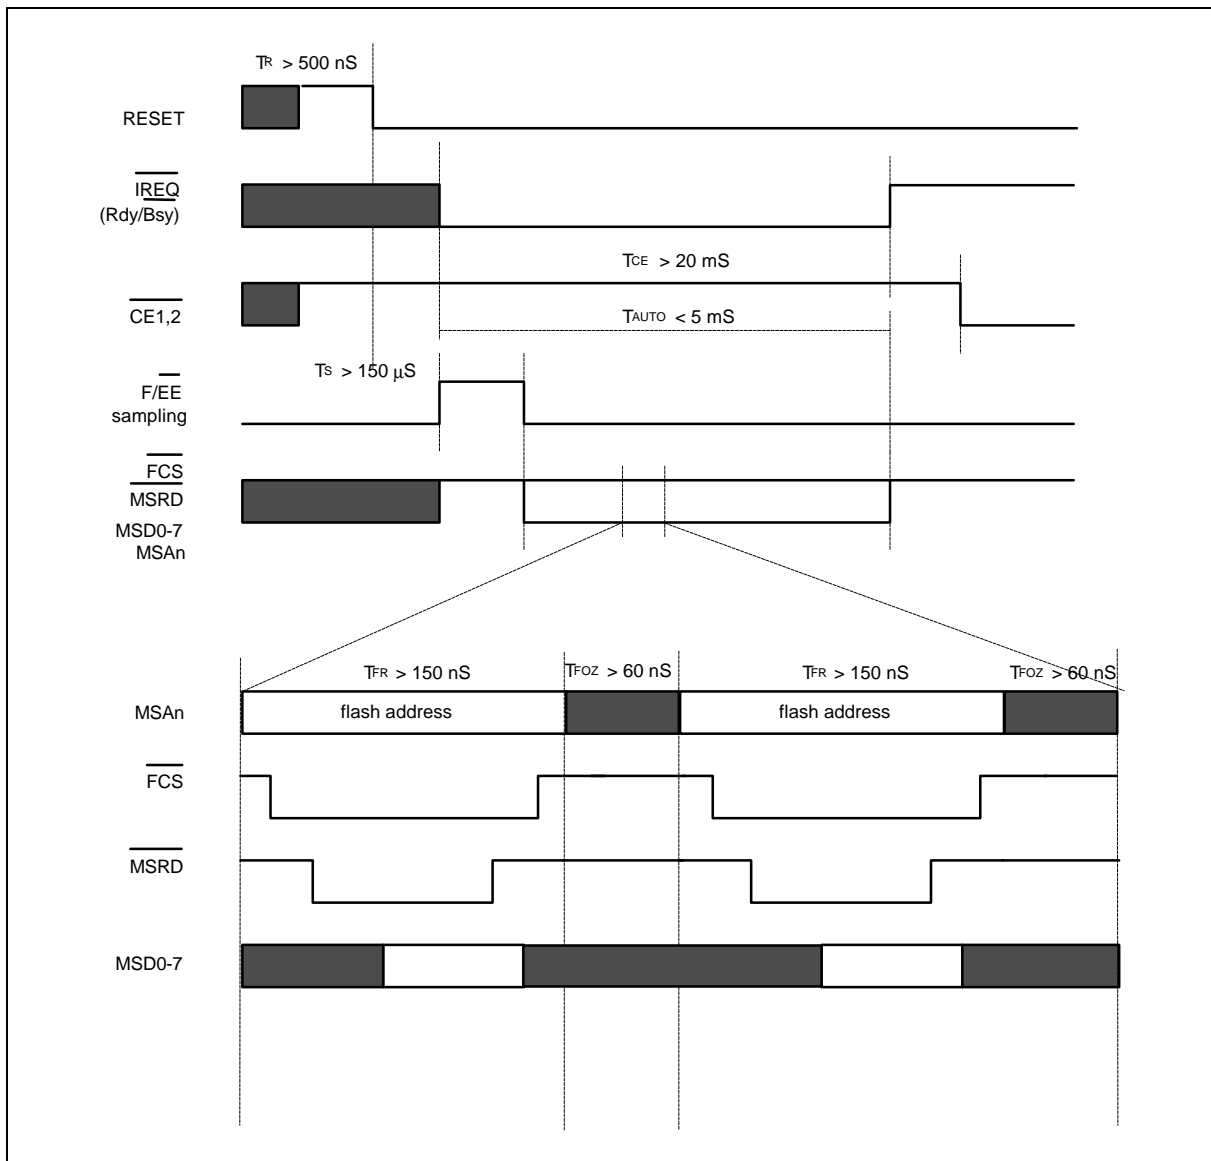 TR > 500 nS
RESET
IREQ
(Rdy/Bsy)
TCE > 20 mS
CE1,2
TAUTO < 5 mS
TS > 150 µS
F/EE
sampling
FCS
MSRD
MSD0-7
MSAn
TFR > 150 nS TFOZ > 60 nS TFR > 150 nS TFOZ > 60 nS
MSAn flash address flash address
FCS
MSRD
MSD0-7